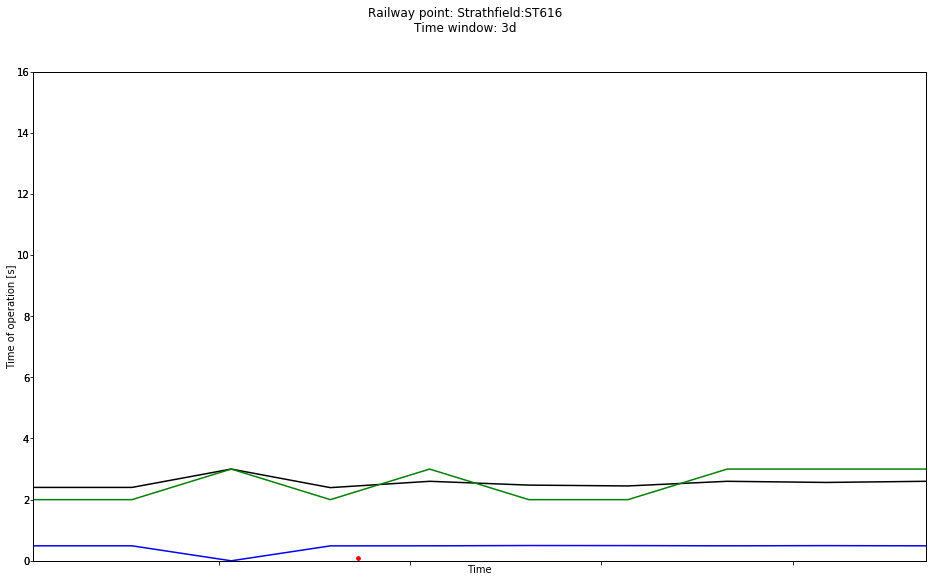 Railway point: Strathfield:ST616
Time window: 3d
16
14
12
10
8
6
4
2
0
Time of operation [s]
Time